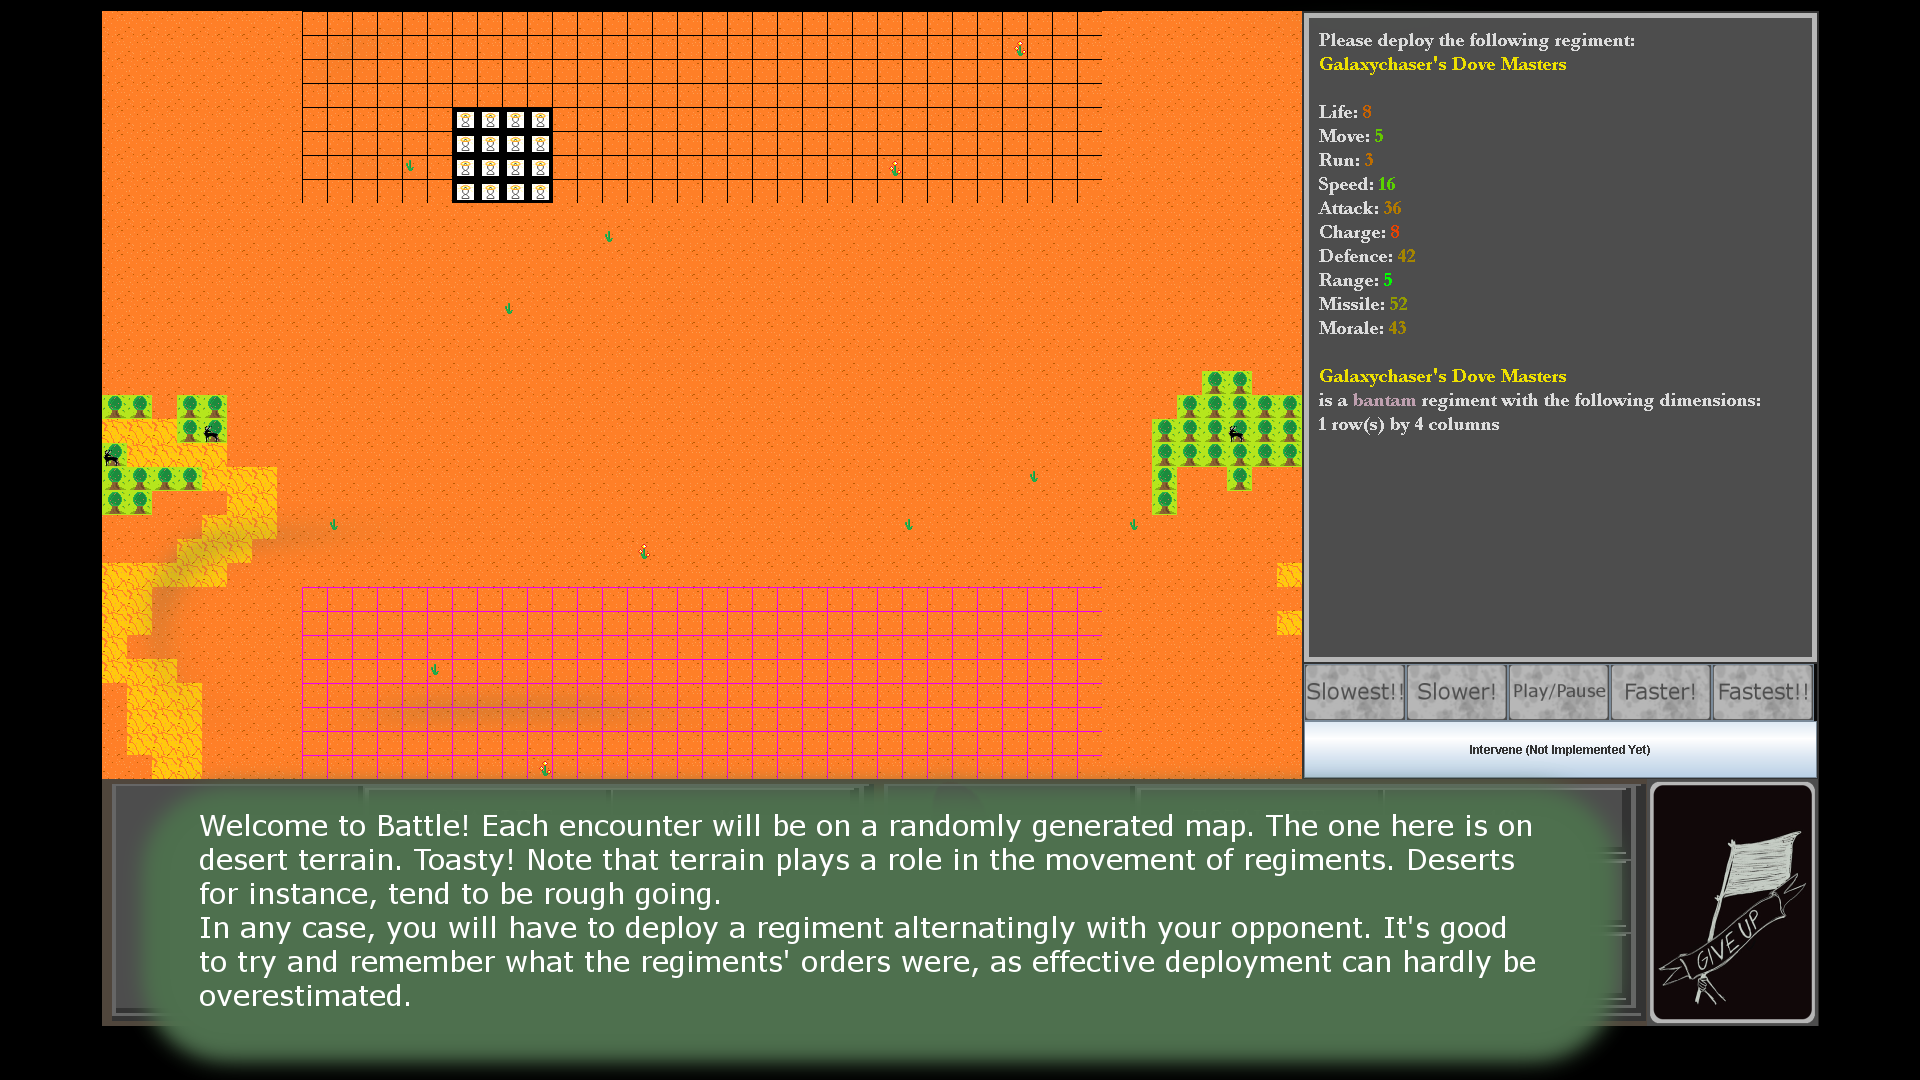 Please deploy the following regiment:
Galaxychaser's Dove Masters
Life: 8
Move: 5
Run: 3
Speed: 16
Attack: 36
Charge: 8
Defence: 42
Range: 5
Missile: 52
Morale: 43
Galaxychaser's Dove Masters
is a bantam regiment with the following dimensions:
1 row(s) by 4 columns
Slowest!! Slower! Play/Pause Faster! Fastest!!
Intervene (Not Implemented Yet)
Welcome to Battle! Each encounter will be on a randomly generated map. The one here is on
desert terrain. Toasty! Note that terrain plays a role in the movement of regiments. Deserts
for instance, tend to be rough going.
In any case, you will have to deploy a regiment alternatingly with your opponent. It's good
to try and remember what the regiments' orders were, as effective deployment can hardly be
overestimated.
GIVE UP